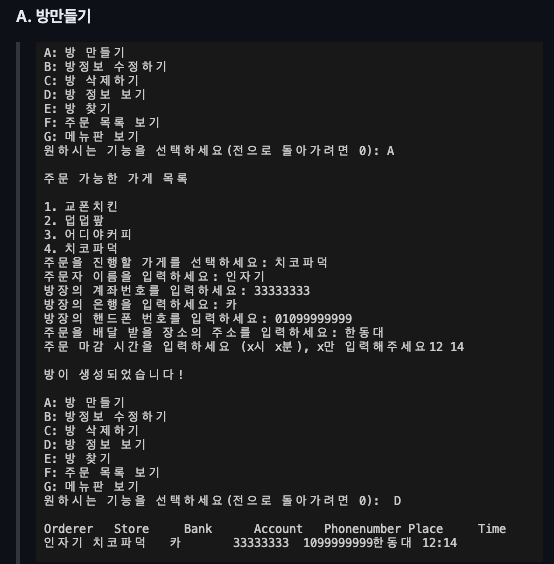 A. 방만들기
A: 방 만들기
B: 방정보 수정하기
C: 방 삭제하기
D: 방 정보 보기
E: 방 찾기
F: 주문 목록 보기
G: 메뉴판 보기
원하시는 기능을 선택하세요(전으로 돌아가려면 0): A
주문 가능한 가게 목록
1. 교폰치킨
2. 덥덥팦
3. 어디야커피
4. 치코파덕
주문을 진행할 가게를 선택하세요: 치코파덕
주문자 이름을 입력하세요: 인자기
방장의 계좌번호를 입력하세요: 33333333
방장의 은행을 입력하세요: 카
방장의 핸드폰 번호를 입력하세요: 01099999999
주문을 배달 받을 장소의 주소를 입력하세요: 한동대
주문 마감 시간을 입력하세요 (x시 x분), x만 입력해주세요12 14
방이 생성되었습니다!
A: 방 만들기
B: 방정보 수정하기
C: 방 삭제하기
D: 방 정보 보기
E: 방 찾기
F: 주문 목록 보기
G: 메뉴판 보기
원하시는 기능을 선택하세요(전으로 돌아가려면 0): D
Orderer Store Bank Account Phonenumber Place Time
인자기 치코파덕 카 33333333 1099999999한동대 12:14